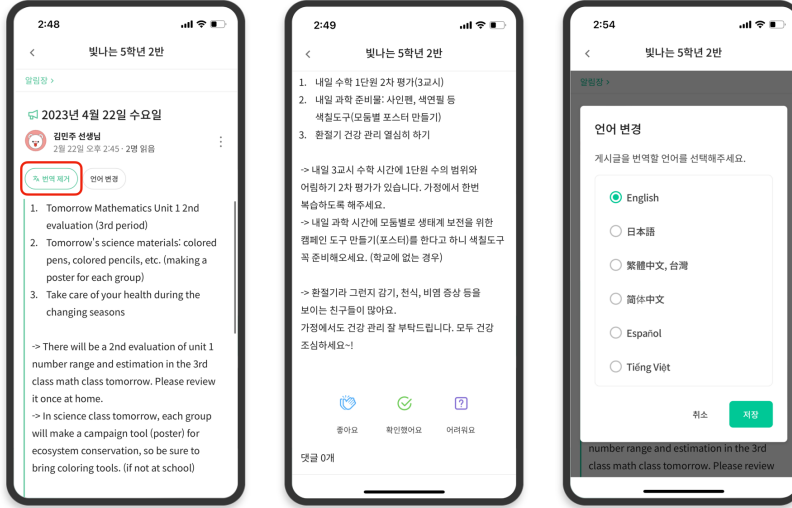 2:48
빛나는 5학년 2반
알림장 >
2023년 4월 22일 수요일
김민주 선생님
2월 22일 오후 2:45 · 2명 읽음
번역 제거
언어 변경
1. Tomorrow Mathematics Unit 1 2nd
evaluation (3rd period)
2. Tomorrow's science materials: colored
pens, colored pencils, etc. (making a
poster for each group)
3. Take care of your health during the
changing seasons
-> There will be a 2nd evaluation of unit 1
number range and estimation in the 3rd
class math class tomorrow. Please review
it once at home.
-> In science class tomorrow, each group
will make a campaign tool (poster) for
ecosystem conservation, so be sure to
bring coloring tools. (if not at school)
2:49
빛나는 5학년 2반
1. 내일 수학 1단원 2차 평가(3교시)
2. 내일 과학 준비물: 사인펜, 색연필 등
색칠도구(모둠별 포스터 만들기)
3. 환절기 건강 관리 열심히 하기
-> 내일 3교시 수학 시간에 1단원 수의 범위와
어림하기 2차 평가가 있습니다. 가정에서 한번
복습하도록 해주세요.
-> 내일 과학 시간에 모둠별로 생태계 보전을 위한
캠페인 도구 만들기(포스터)를 한다고 하니 색칠도구
꼭 준비해오세요. (학교에 없는 경우)
-> 환절기라 그런지 감기, 천식, 비염 증상 등을
보이는 친구들이 많아요.
가정에서도 건강 관리 잘 부탁드립니다. 모두 건강
조심하세요~!
좋아요
확인했어요
어려워요
댓글 0개
2:54
빛나는 5학년 2반
알림장 >
언어 변경
게시글을 번역할 언어를 선택해주세요.
English
日本語
繁體中文, 台灣
简体中文
Español
Tiếng Việt
취소
저장
number range and estimation in the 3rd
class math class tomorrow. Please review